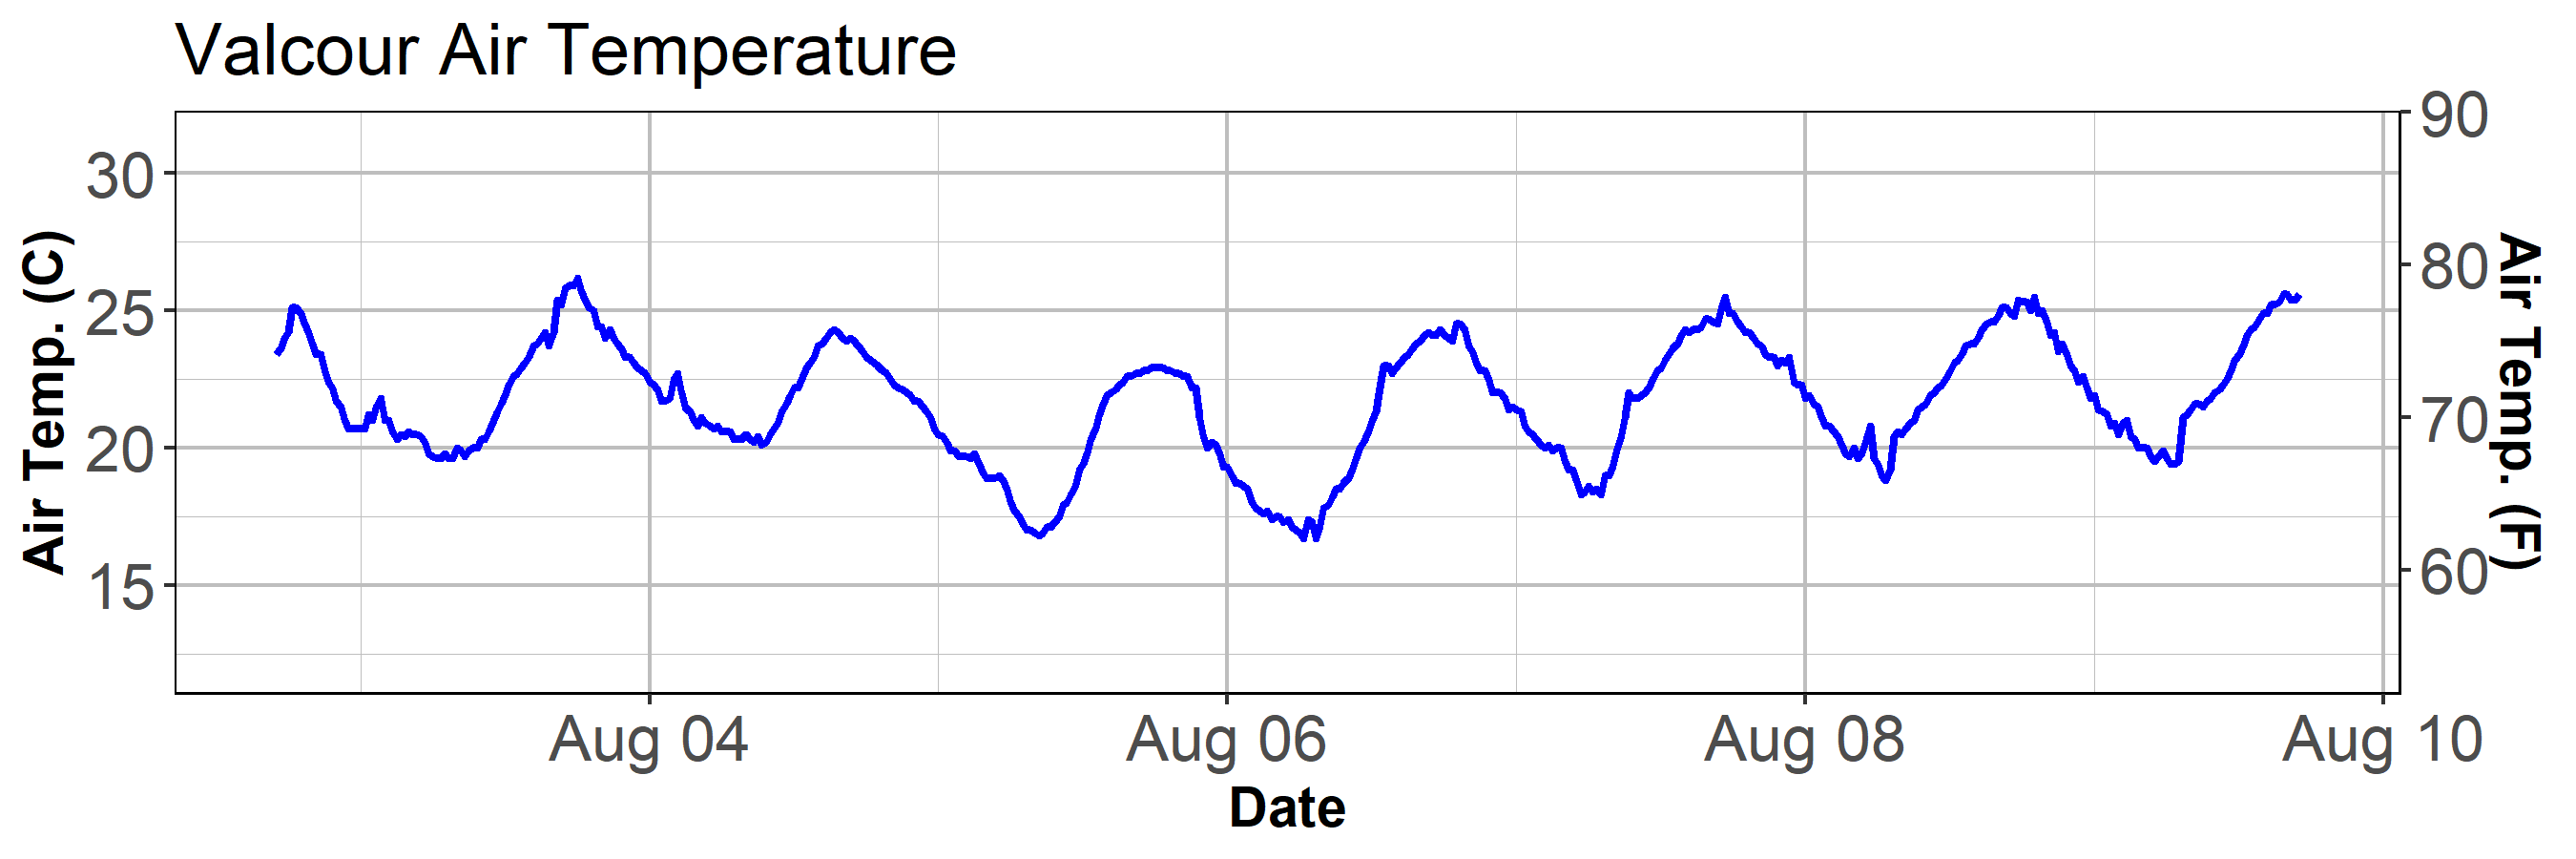 Valcour Air Temperature
Air Temp. (C)
30
25
20
15
90
80
70
60
Air Temp. (F)
Aug 04
Aug 06
Aug 08
Aug 10
Date